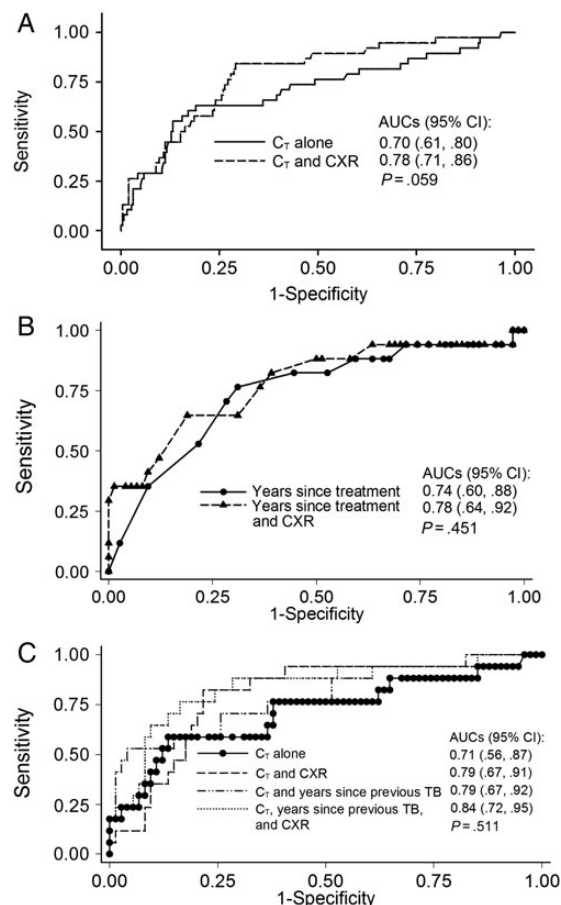 A
1.00
0.75
0.50
0.25
0.00
Sensitivity
AUCs (95% CI):
C_T alone 0.70 (.61, .80)
C_T and CXR 0.78 (.71, .86)
P = .059
0.00 0.25 0.50 0.75 1.00
1-Specificity
B
1.00
0.75
0.50
0.25
0.00
Sensitivity
AUCs (95% CI):
Years since treatment 0.74 (.60, .88)
Years since treatment 0.78 (.64, .92)
and CXR
P = .451
0.00 0.25 0.50 0.75 1.00
1-Specificity
C
1.00
0.75
0.50
0.25
0.00
Sensitivity
AUCs (95% CI):
C_T alone 0.71 (.56, .87)
C_T and CXR 0.79 (.67, .91)
C_T and years since previous TB 0.79 (.67, .92)
C_T, years since previous TB, 0.84 (.72, .95)
and CXR
P = .511
0.00 0.25 0.50 0.75 1.00
1-Specificity